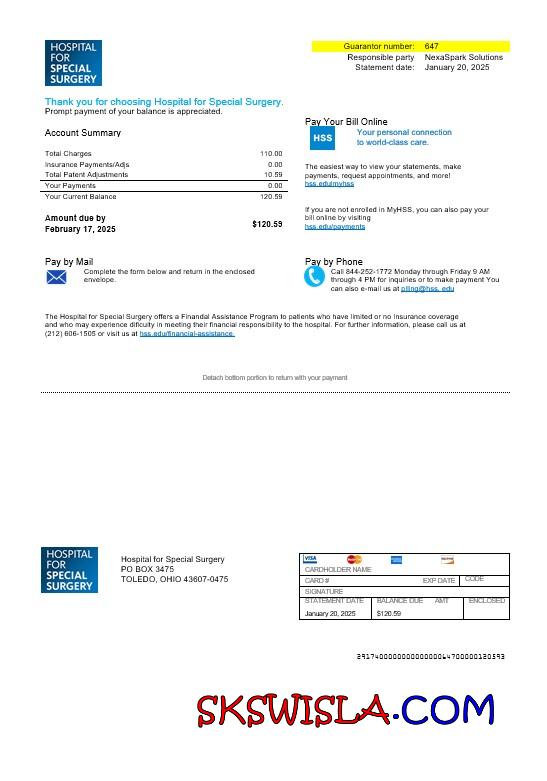 HOSPITAL
FOR
SPECIAL
SURGERY
Guarantor number: 647
Responsible party NexaSpark Solutions
Statement date: January 20, 2025
Thank you for choosing Hospital for Special Surgery.
Prompt payment of your balance is appreciated.
Account Summary
Total Charges 110.00
Insurance Payments/Adjs 0.00
Total Patient Adjustments 10.59
Your Payments 0.00
Your Current Balance 120.59
Amount due by
February 17, 2025 $120.59
Pay Your Bill Online
HSS
Your personal connection
to world-class care.
The easiest way to view your statements, make
payments, request appointments, and more!
hss.edu/myhss
If you are not enrolled in MyHSS, you can also pay your
bill online by visiting
hss.edu/payments
Pay by Mail
Complete the form below and return in the enclosed
envelope.
Pay by Phone
Call 844-252-1772 Monday through Friday 9 AM
through 4 PM for inquiries or to make payment You
can also e-mail us at plling@hss. edu
The Hospital for Special Surgery offers a Finandal Assistance Program to patients who have limited or no Insurance coverage
and who may experience dificulty in meeting their financial responsibility to the hospital. For further information, please call us at
(212) 606-1505 or visit us at hss.edu/financial-assistance.
Detach bottom portion to return with your payment
HOSPITAL
FOR
SPECIAL
SURGERY
Hospital for Special Surgery
PO BOX 3475
TOLEDO, OHIO 43607-0475
VISA
CARDHOLDER NAME
CARD # EXP DATE CODE
SIGNATURE
STATEMENT DATE BALANCE DUE AMT ENCLOSED
January 20, 2025 $120.59
SKSWISLA.COM